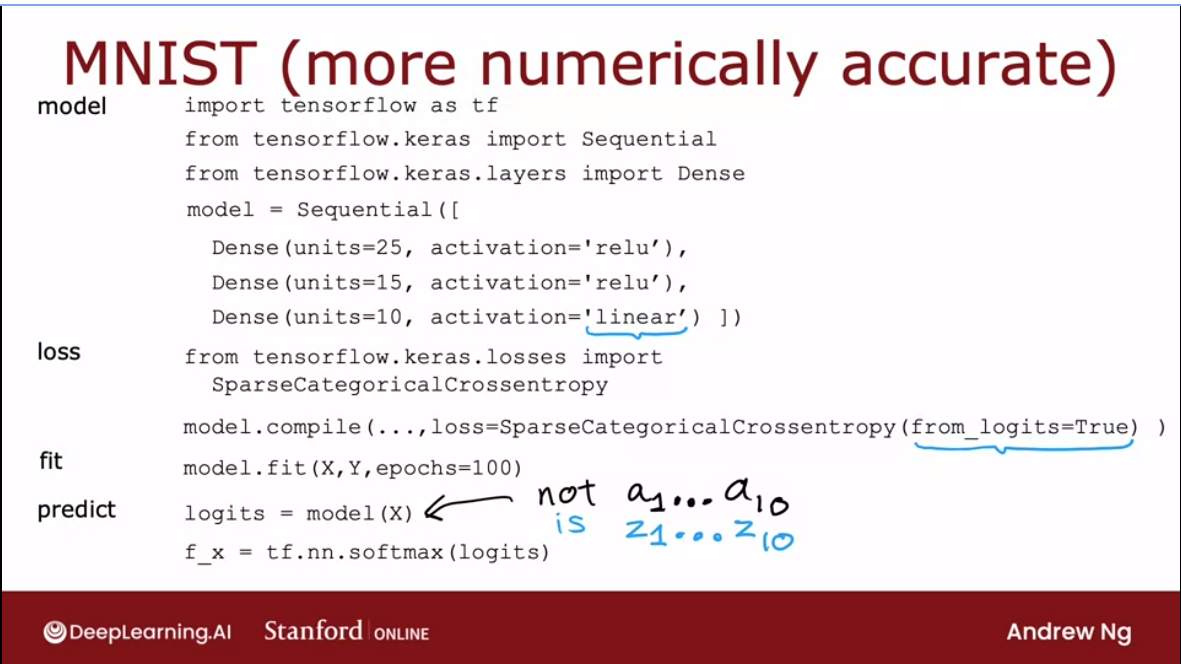 MNIST (more numerically accurate)
model
import tensorflow as tf
from tensorflow.keras import Sequential
from tensorflow.keras.layers import Dense
model = Sequential([
Dense(units=25, activation='relu’),
Dense(units=15, activation='relu’),
Dense(units=10, activation='linear’) ])
loss
from tensorflow.keras.losses import
SparseCategoricalCrossentropy
model.compile(...,loss=SparseCategoricalCrossentropy(from_logits=True) )
fit
model.fit(X,Y,epochs=100)
predict
logits = model(X)
not a1...a10
is z1...z10
f_x = tf.nn.softmax(logits)
DeepLearning.AI
Stanford ONLINE
Andrew Ng